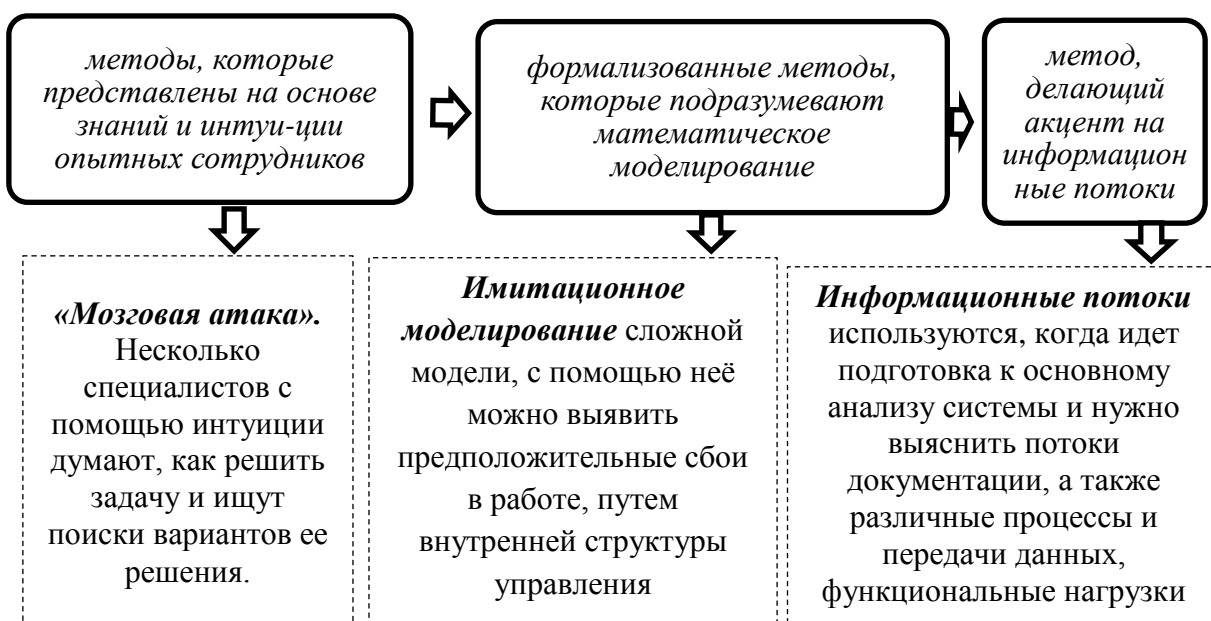 методы, которые
представлены на основе
знаний и интуи-ции
опытных сотрудников
формализованные методы,
которые подразумевают
математическое
моделирование
метод,
делающий
акцент на
информацион
ные потоки
«Мозговая атака».
Несколько
специалистов с
помощью интуиции
думают, как решить
задачу и ищут
поиски вариантов ее
решения.
Имитационное
моделирование сложной
модели, с помощью неё
можно выявить
предположительные сбои
в работе, путем
внутренней структуры
управления
Информационные потоки
используются, когда идет
подготовка к основному
анализу системы и нужно
выяснить потоки
документации, а также
различные процессы и
передачи данных,
функциональные нагрузки